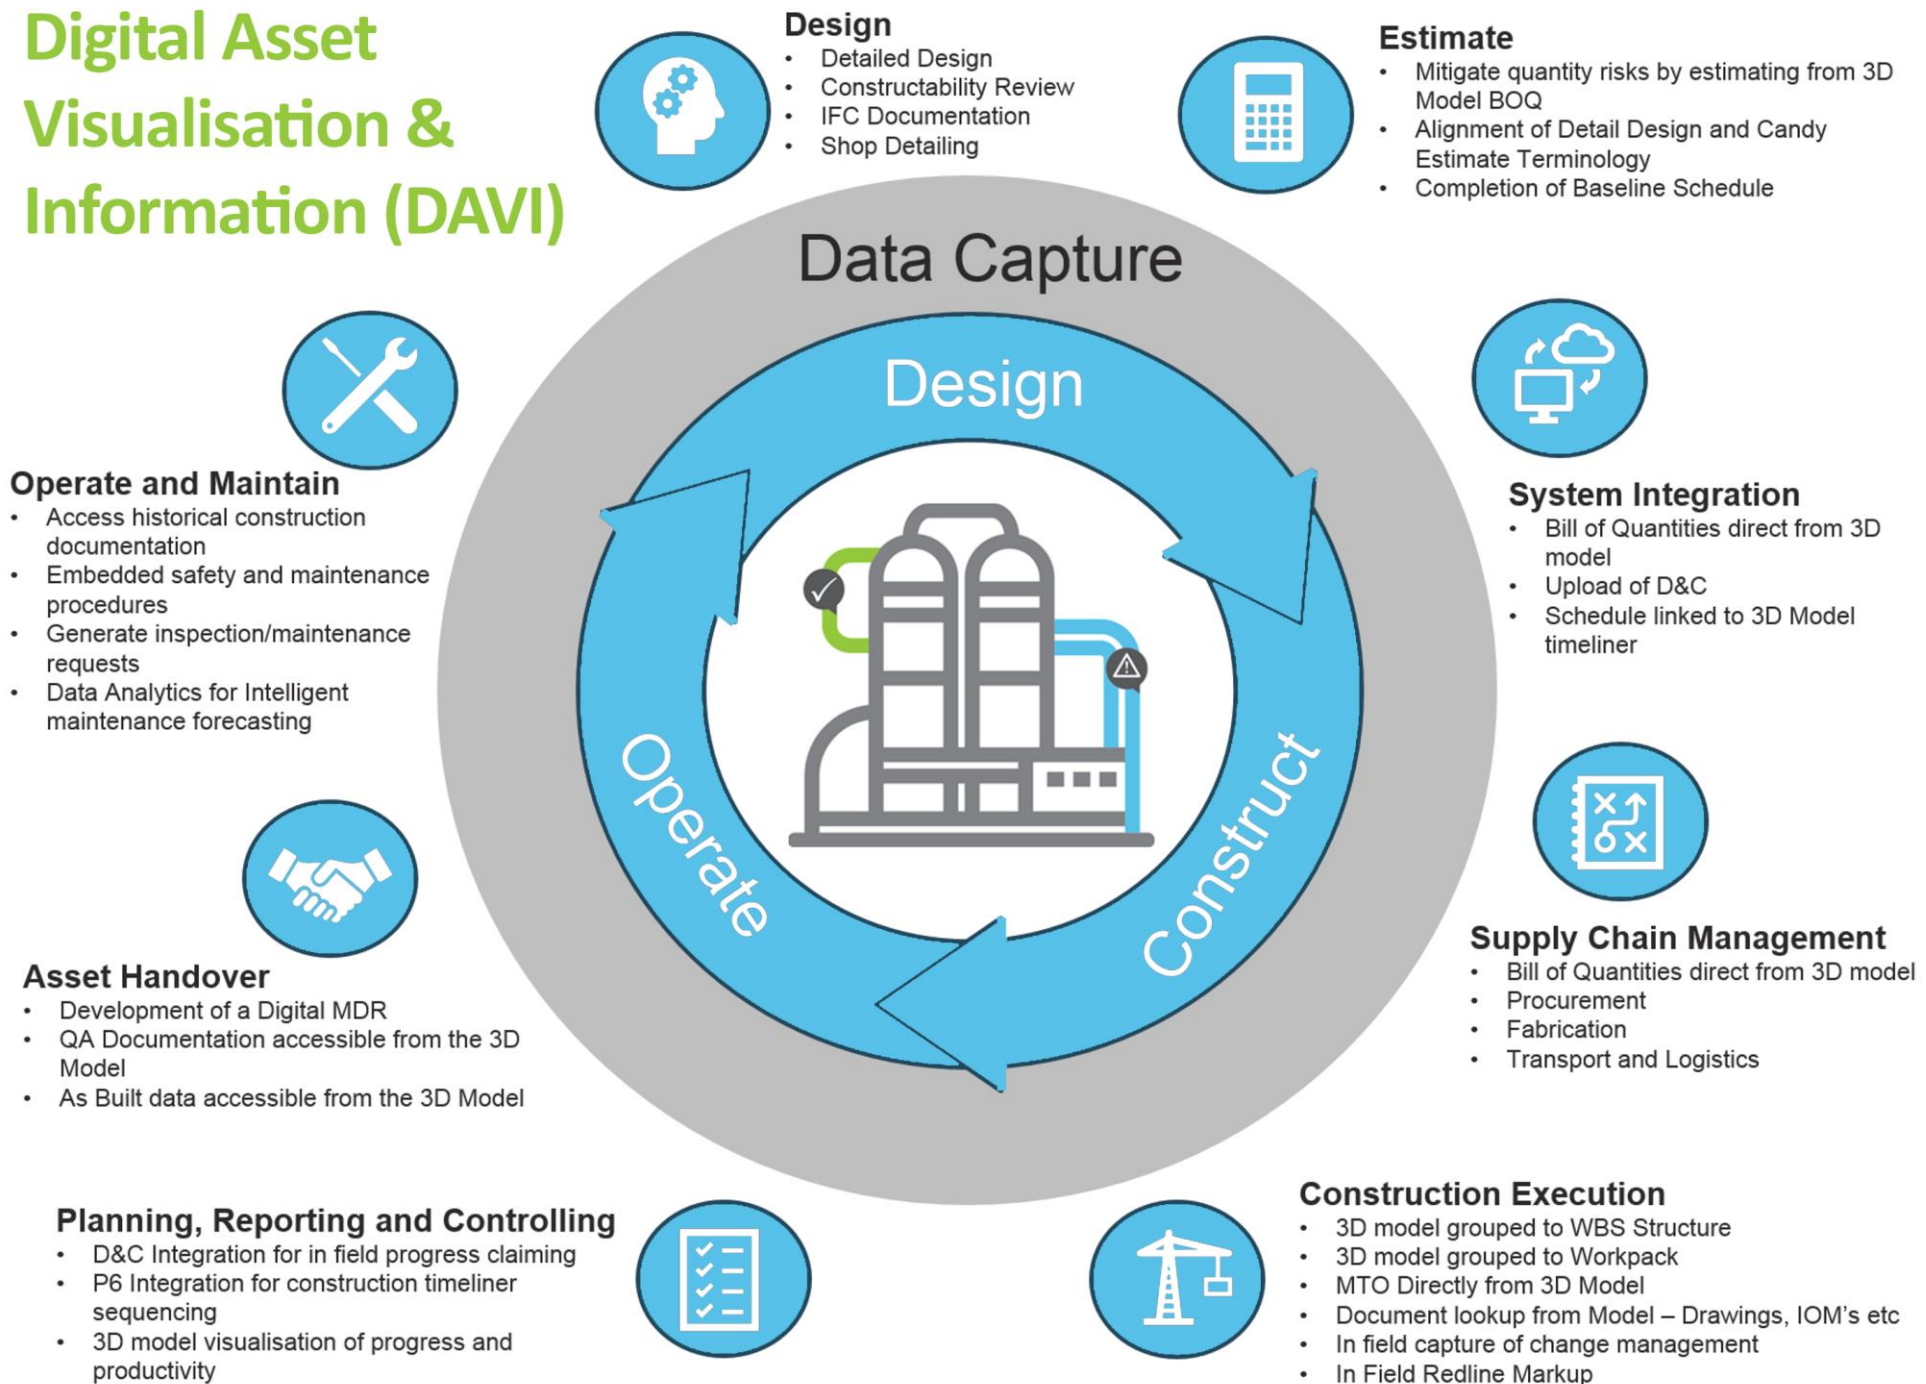 Digital Asset
Visualisation &
Information (DAVI)
Design
• Detailed Design
• Constructability Review
• IFC Documentation
• Shop Detailing
Estimate
• Mitigate quantity risks by estimating from 3D
Model BOQ
• Alignment of Detail Design and Candy
Estimate Terminology
• Completion of Baseline Schedule
Data Capture
Design
Construct
Operate
System Integration
• Bill of Quantities direct from 3D
model
• Upload of D&C
• Schedule linked to 3D Model
timeliner
Supply Chain Management
• Bill of Quantities direct from 3D model
• Procurement
• Fabrication
• Transport and Logistics
Construction Execution
• 3D model grouped to WBS Structure
• 3D model grouped to Workpack
• MTO Directly from 3D Model
• Document lookup from Model – Drawings, IOM's etc
• In field capture of change management
• In Field Redline Markup
Planning, Reporting and Controlling
• D&C Integration for in field progress claiming
• P6 Integration for construction timeliner
sequencing
• 3D model visualisation of progress and
productivity
Asset Handover
• Development of a Digital MDR
• QA Documentation accessible from the 3D
Model
• As Built data accessible from the 3D Model
Operate and Maintain
• Access historical construction
documentation
• Embedded safety and maintenance
procedures
• Generate inspection/maintenance
requests
• Data Analytics for Intelligent
maintenance forecasting